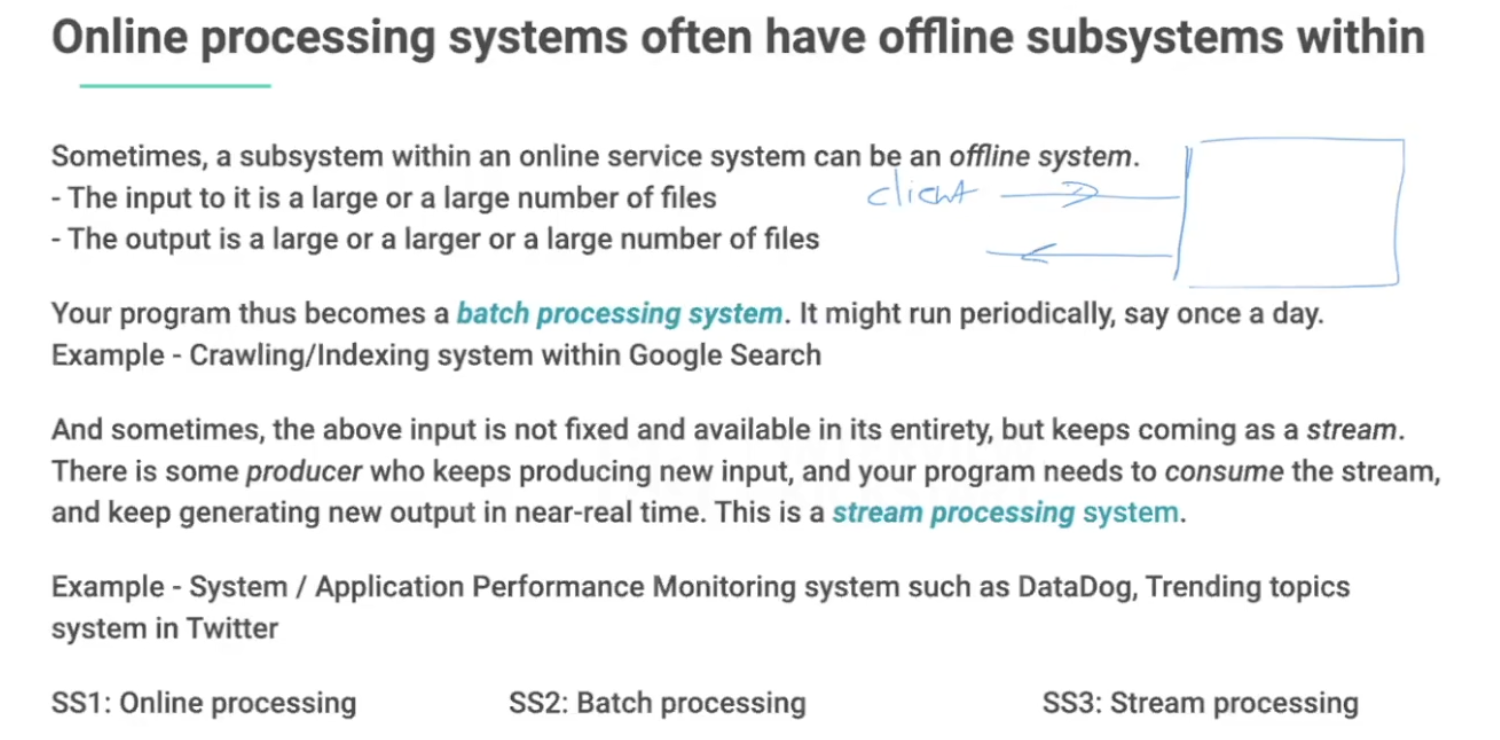 Online processing systems often have offline subsystems within
Sometimes, a subsystem within an online service system can be an offline system.
- The input to it is a large or a large number of files
client
- The output is a large or a larger or a large number of files
Your program thus becomes a batch processing system. It might run periodically, say once a day.
Example - Crawling/Indexing system within Google Search
And sometimes, the above input is not fixed and available in its entirety, but keeps coming as a stream.
There is some producer who keeps producing new input, and your program needs to consume the stream,
and keep generating new output in near-real time. This is a stream processing system.
Example - System / Application Performance Monitoring system such as DataDog, Trending topics
system in Twitter
SS1: Online processing
SS2: Batch processing
SS3: Stream processing